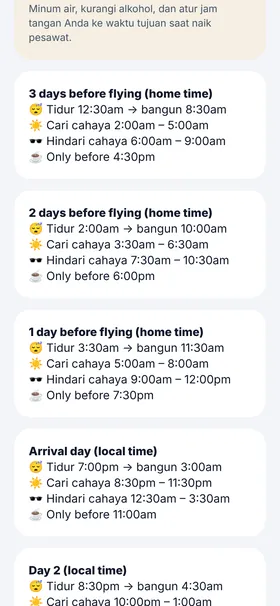 Minum air, kurangi alkohol, dan atur jam
tangan Anda ke waktu tujuan saat naik
pesawat.
3 days before flying (home time)
😴 Tidur 12:30am → bangun 8:30am
☀️ Cari cahaya 2:00am – 5:00am
🕶️ Hindari cahaya 6:00am – 9:00am
☕ Only before 4:30pm
2 days before flying (home time)
😴 Tidur 2:00am → bangun 10:00am
☀️ Cari cahaya 3:30am – 6:30am
🕶️ Hindari cahaya 7:30am – 10:30am
☕ Only before 6:00pm
1 day before flying (home time)
😴 Tidur 3:30am → bangun 11:30am
☀️ Cari cahaya 5:00am – 8:00am
🕶️ Hindari cahaya 9:00am – 12:00pm
☕ Only before 7:30pm
Arrival day (local time)
😴 Tidur 7:00pm → bangun 3:00am
☀️ Cari cahaya 8:30pm – 11:30pm
🕶️ Hindari cahaya 12:30am – 3:30am
☕ Only before 11:00am
Day 2 (local time)
😴 Tidur 8:30pm → bangun 4:30am
☀️ Cari cahaya 10:00pm – 1:00am